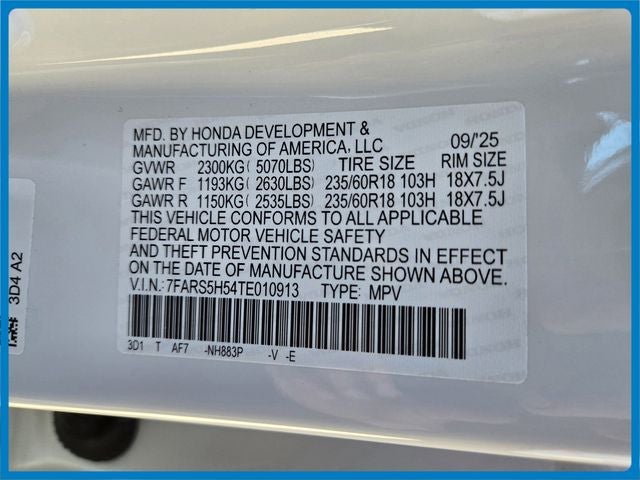 MFD. BY HONDA DEVELOPMENT &
MANUFACTURING OF AMERICA, LLC 09/'25
GVWR 2300KG ( 5070LBS) TIRE SIZE RIM SIZE
GAWR F 1193KG ( 2630LBS) 235/60R18 103H 18X7.5J
GAWR R 1150KG ( 2535LBS) 235/60R18 103H 18X7.5J
THIS VEHICLE CONFORMS TO ALL APPLICABLE
FEDERAL MOTOR VEHICLE SAFETY
AND THEFT PREVENTION STANDARDS IN EFFECT
ON THE DATE OF MANUFACTURE SHOWN ABOVE.
V.I.N.: 7FARS5H54TE010913 TYPE: MPV
3D1 T AF7 -NH883P -V -E
3D4 A2